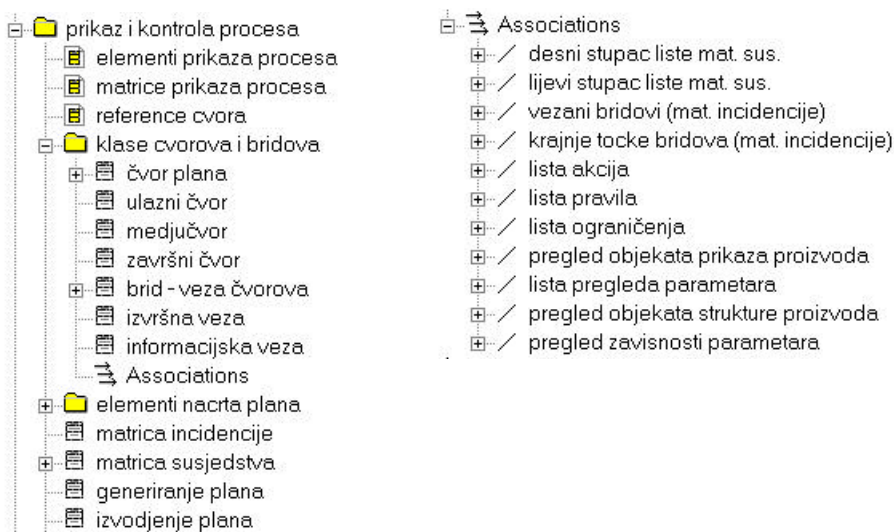 prikaz i kontrola procesa
elementi prikaza procesa
matrice prikaza procesa
reference cvora
klase cvorova i bridova
čvor plana
ulazni čvor
medjučvor
završni čvor
brid - veza čvorova
izvršna veza
informacijska veza
Associations
elementi nacrta plana
matrica incidencije
matrica susjedstva
generiranje plana
izvodjenje plana
Associations
desni stupac liste mat. sus.
lijevi stupac liste mat. sus.
vezani bridovi (mat. incidencije)
krajnje tocke bridova (mat. incidencije)
lista akcija
lista pravila
lista ograničenja
pregled objekata prikaza proizvoda
lista pregleda parametara
pregled objekata strukture proizvoda
pregled zavisnosti parametara